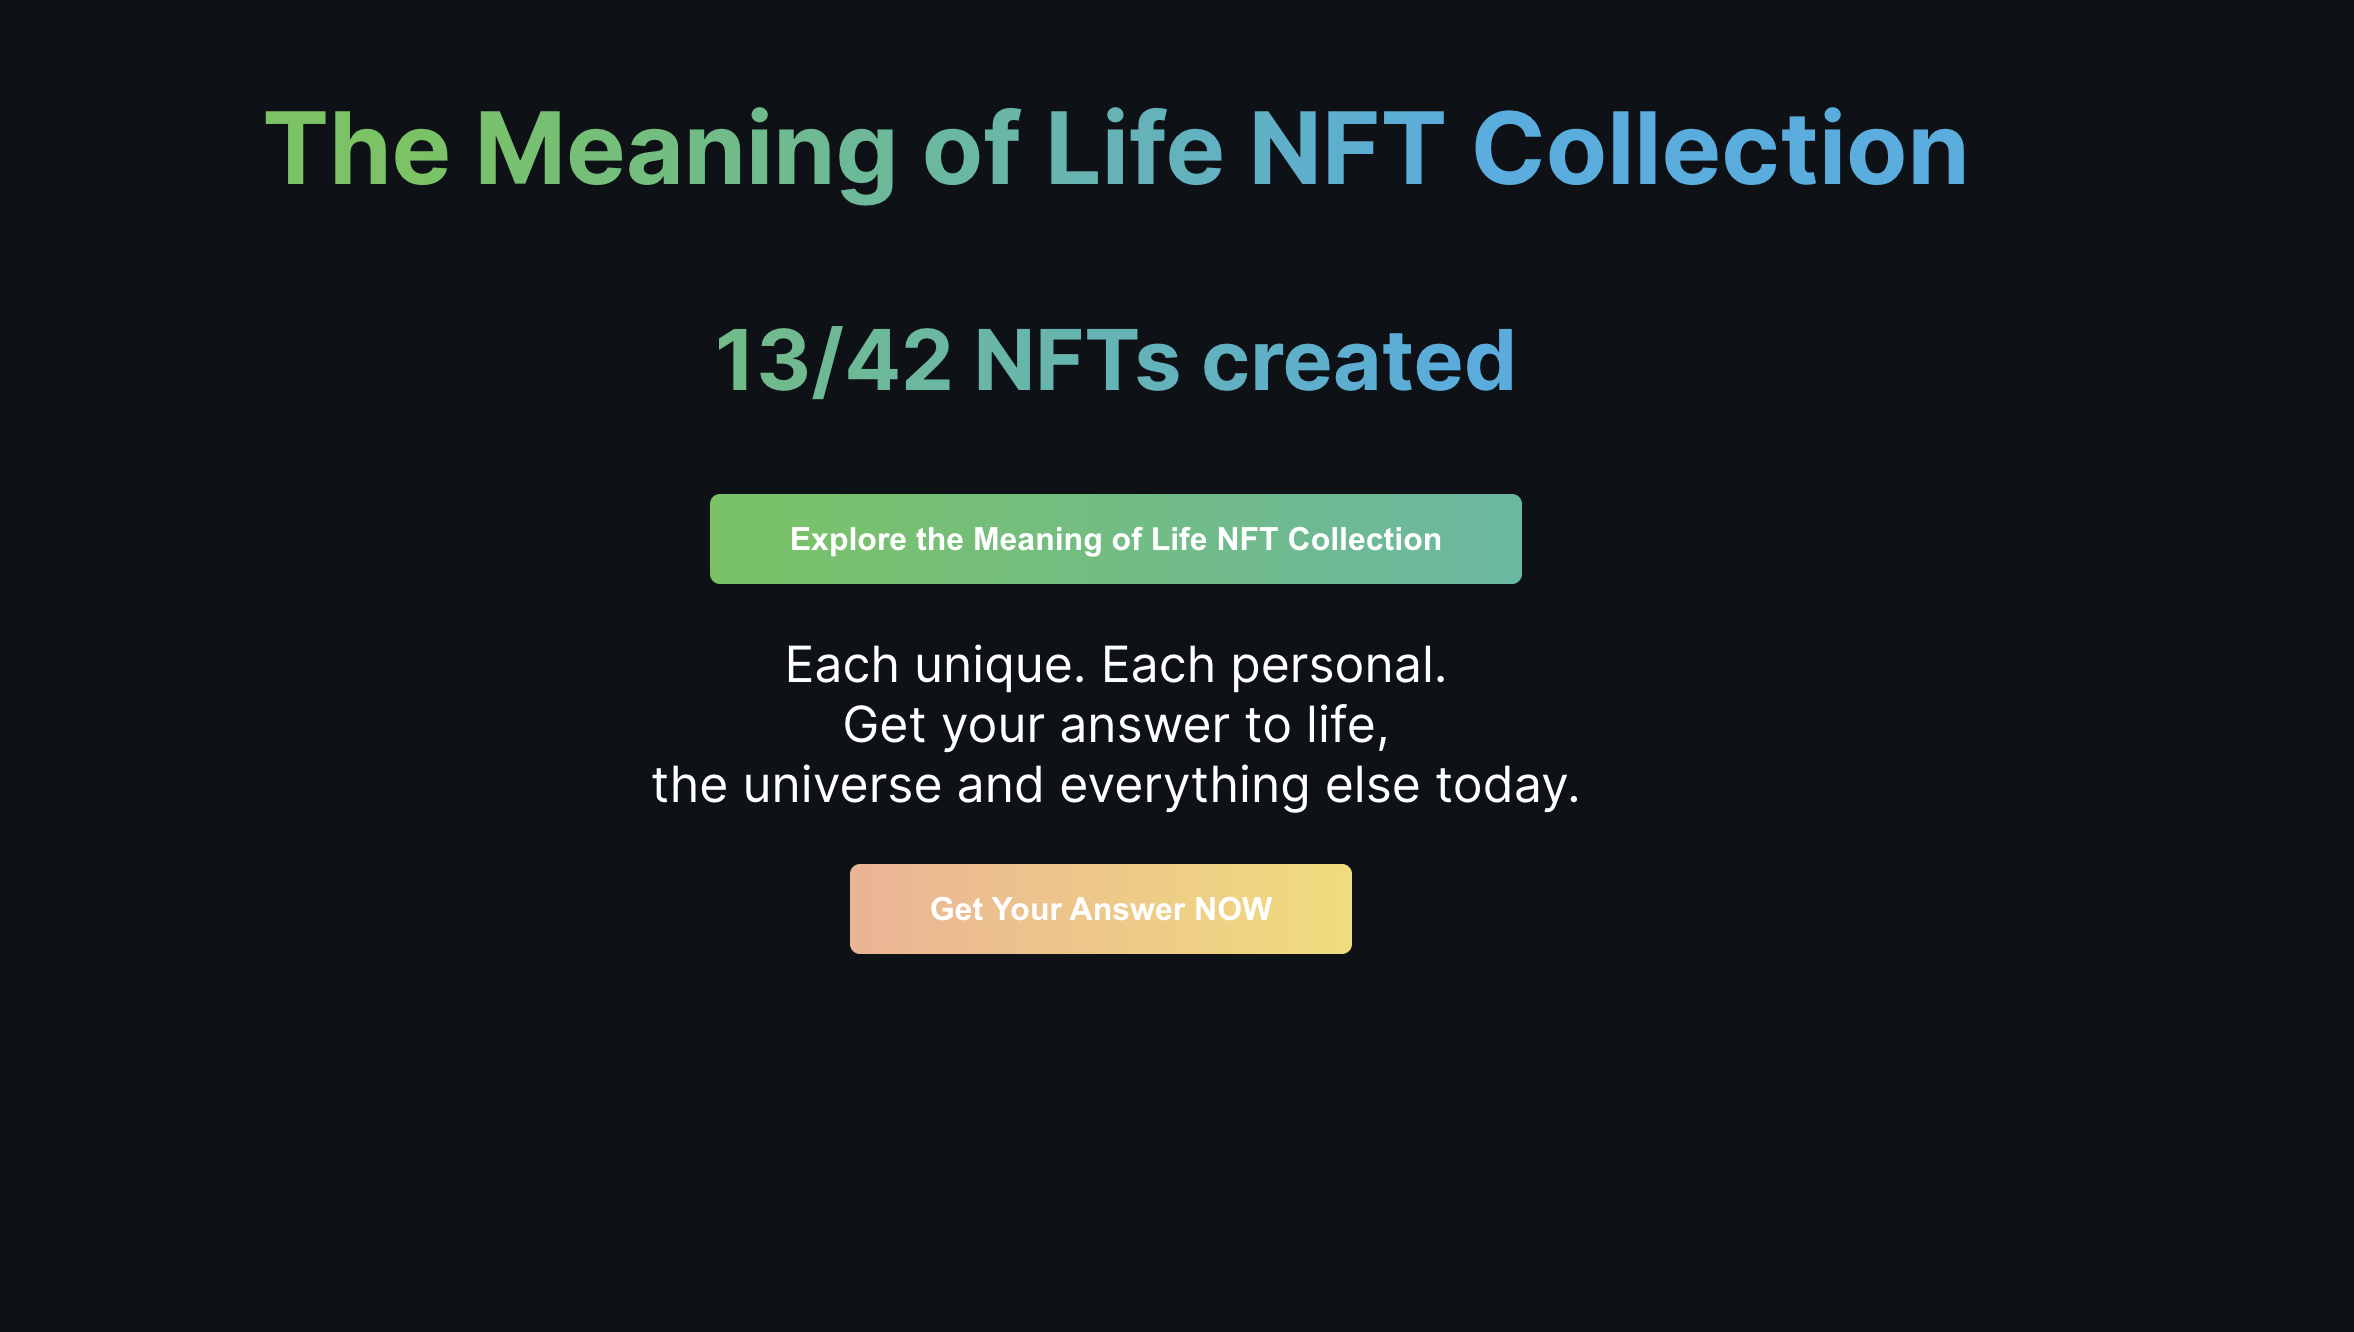 The Meaning of Life NFT Collection
13/42 NFTs created
Explore the Meaning of Life NFT Collection
Each unique. Each personal.
Get your answer to life,
the universe and everything else today.
Get Your Answer NOW